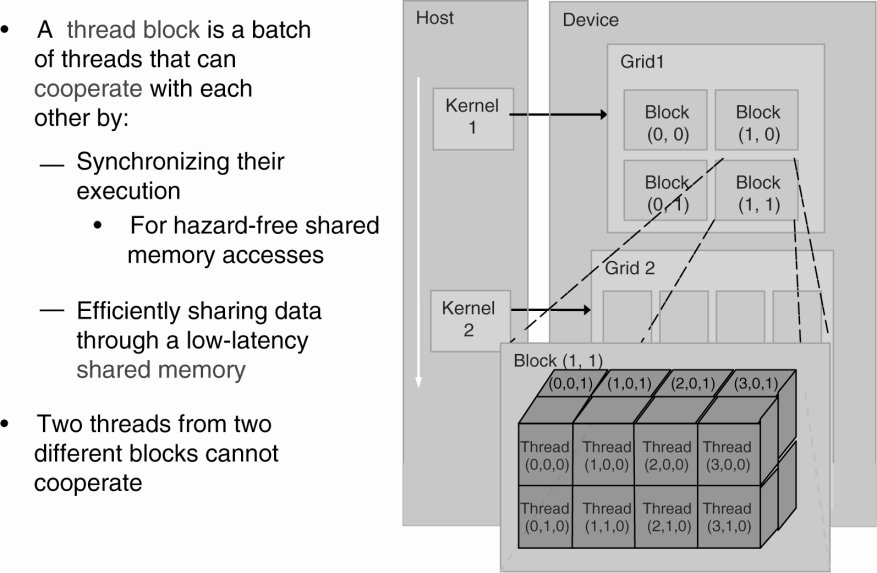 • A thread block is a batch
of threads that can
cooperate with each
other by:
— Synchronizing their
execution
• For hazard-free shared
memory accesses
— Efficiently sharing data
through a low-latency
shared memory
• Two threads from two
different blocks cannot
cooperate
Host
Device
Grid1
Kernel
1
Block
(0, 0)
Block
(1, 0)
Block
(0, 1)
Block
(1, 1)
Grid 2
Kernel
2
Block (1, 1)
(0,0,1)
(1,0,1)
(2,0,1)
(3,0,1)
Thread
(0,0,0)
Thread
(1,0,0)
Thread
(2,0,0)
Thread
(3,0,0)
Thread
(0,1,0)
Thread
(1,1,0)
Thread
(2,1,0)
Thread
(3,1,0)